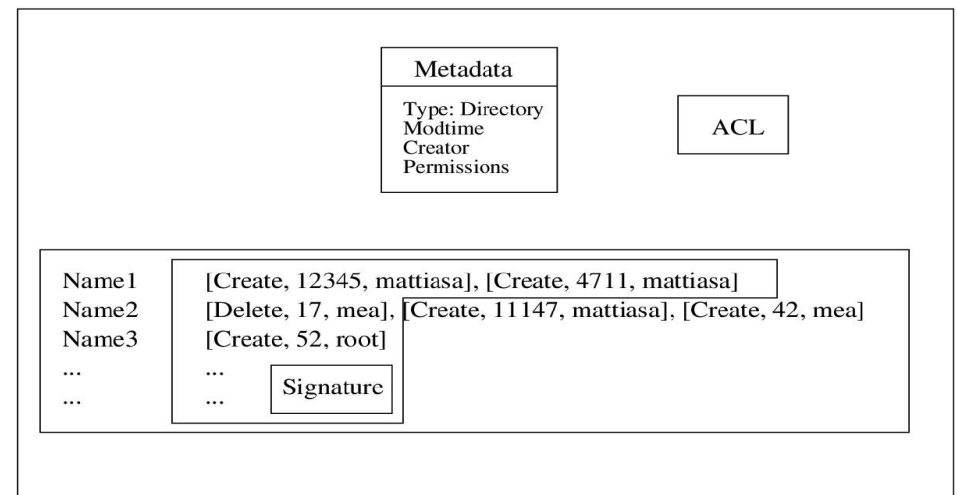 Metadata
Type: Directory
Modtime
Creator
Permissions
ACL
Name1 [Create, 12345, mattiasa], [Create, 4711, mattiasa]
Name2 [Delete, 17, mea], [Create, 11147, mattiasa], [Create, 42, mea]
Name3 [Create, 52, root]
... ...
... ...
Signature